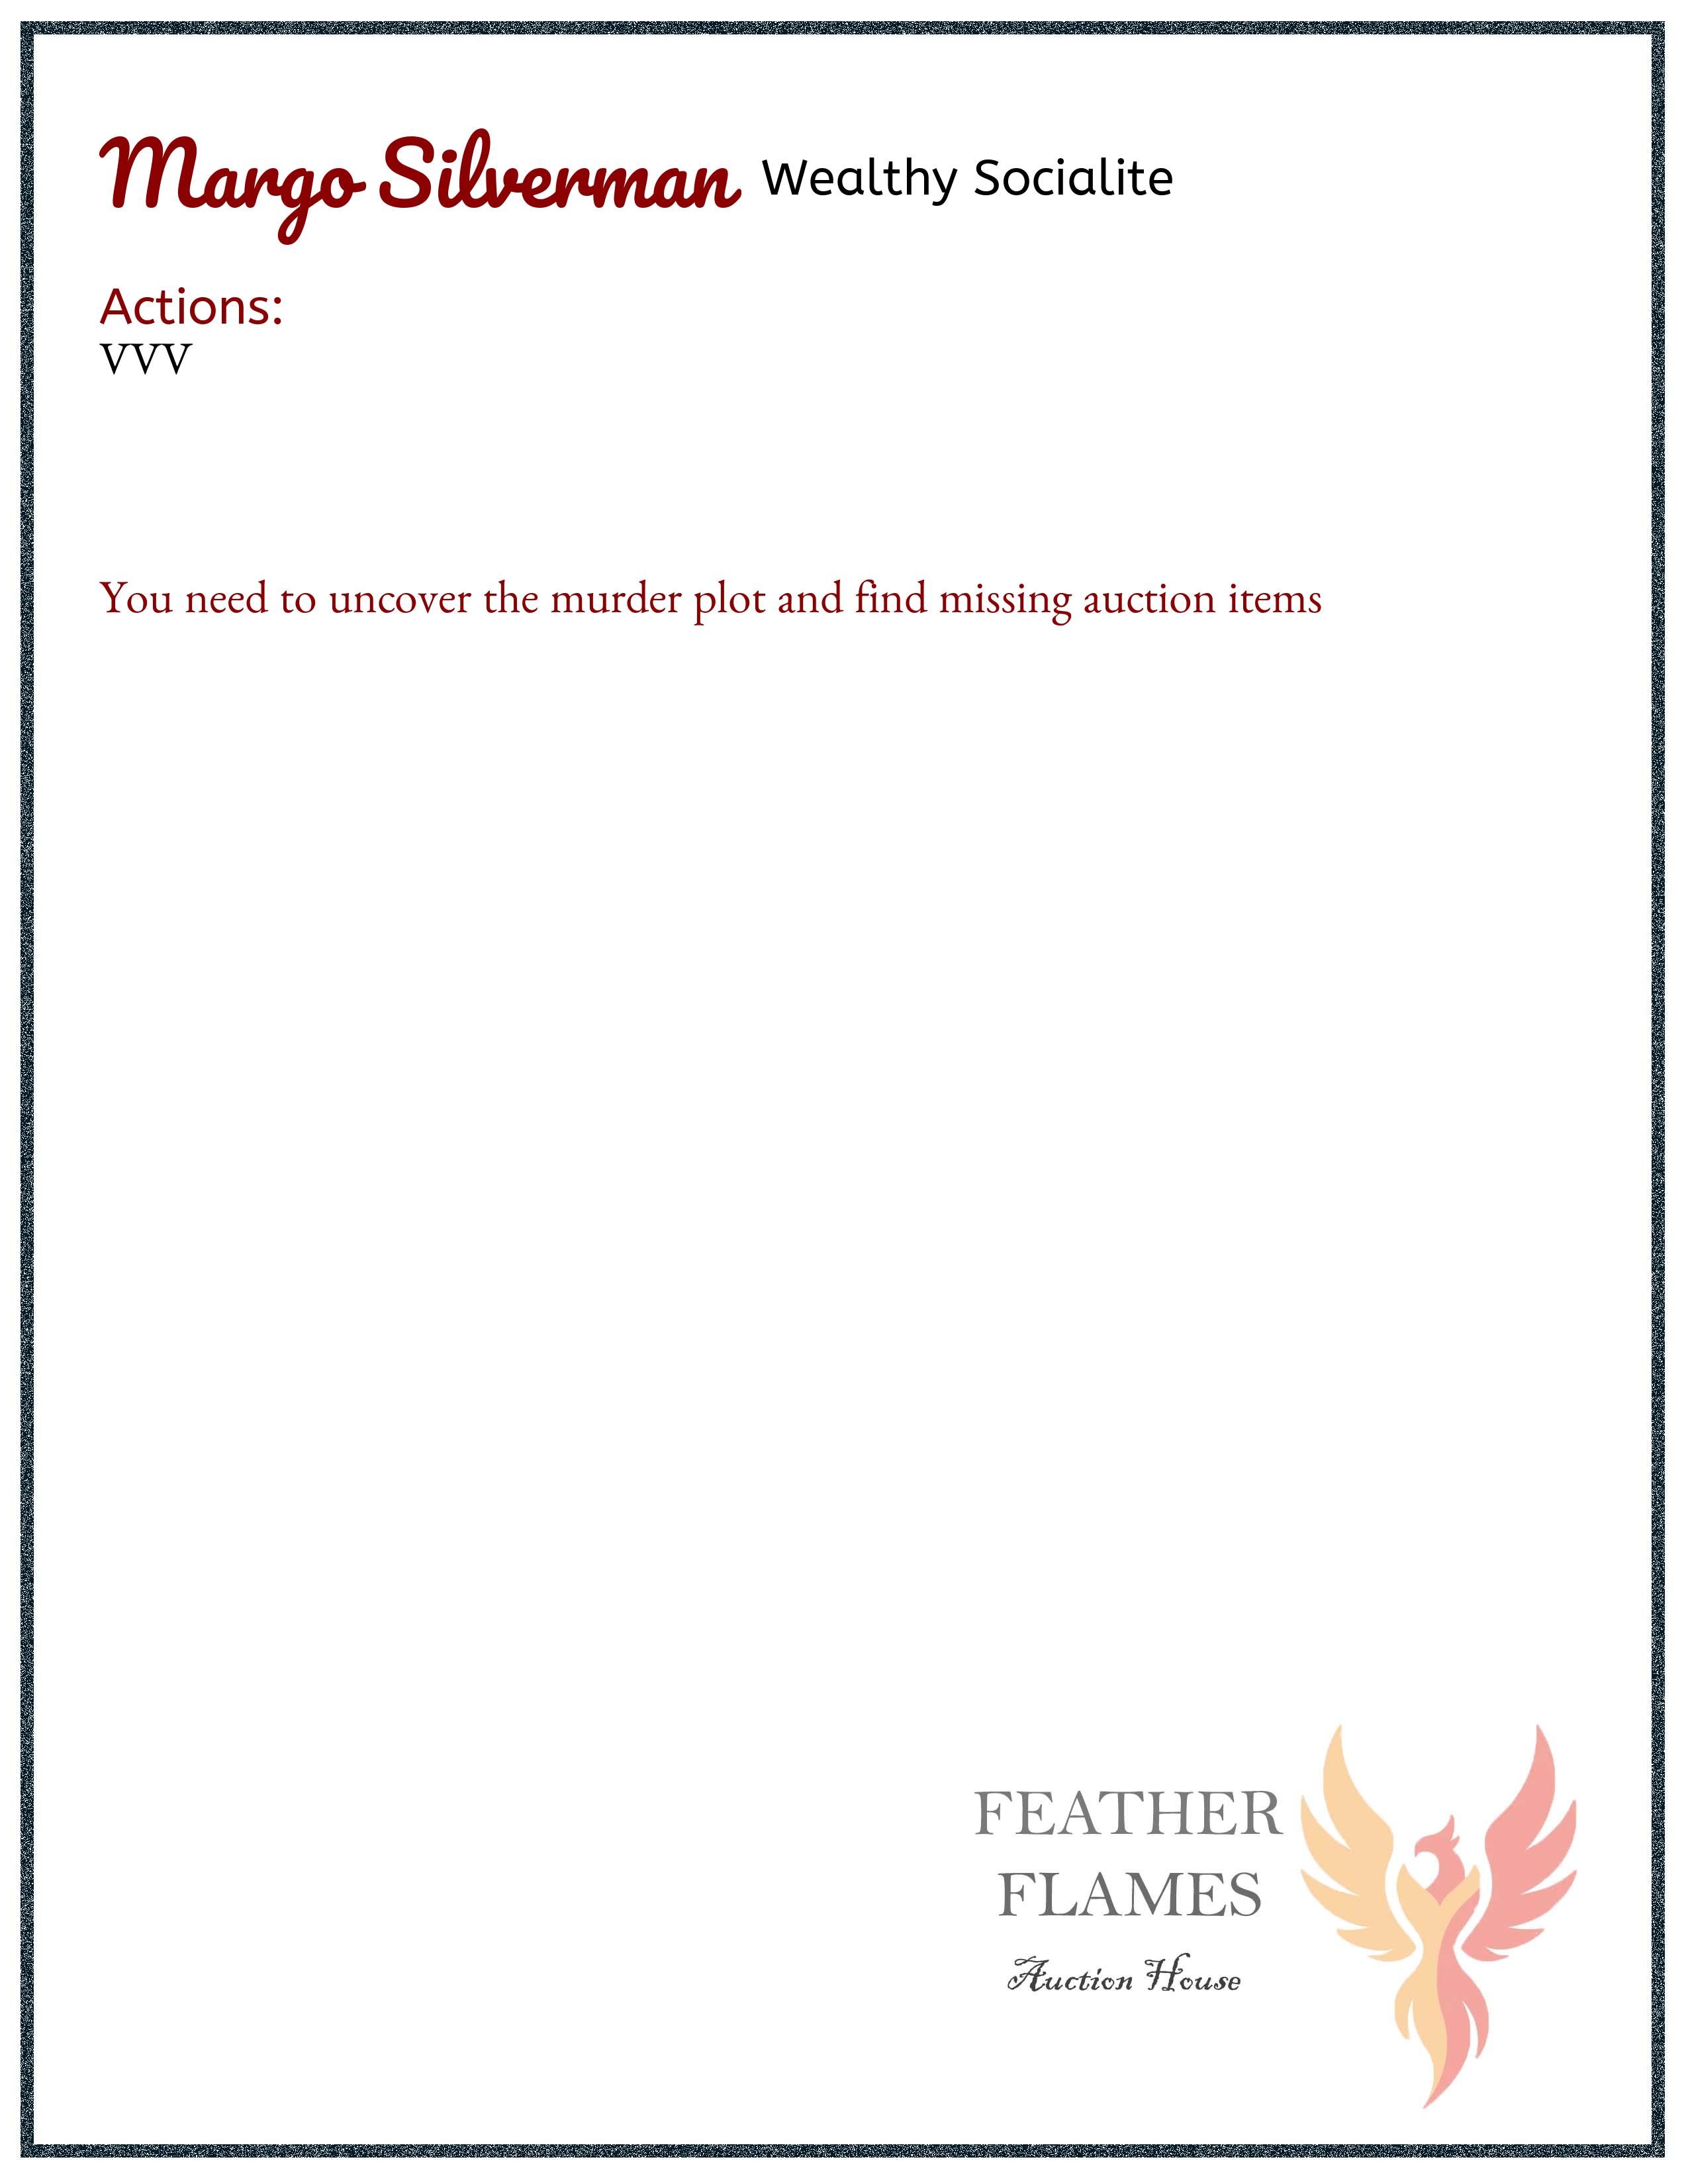 Margo Silverman Wealthy Socialite
Actions:
VVV
You need to uncover the murder plot and find missing auction items
FEATHER
FLAMES
Auction House